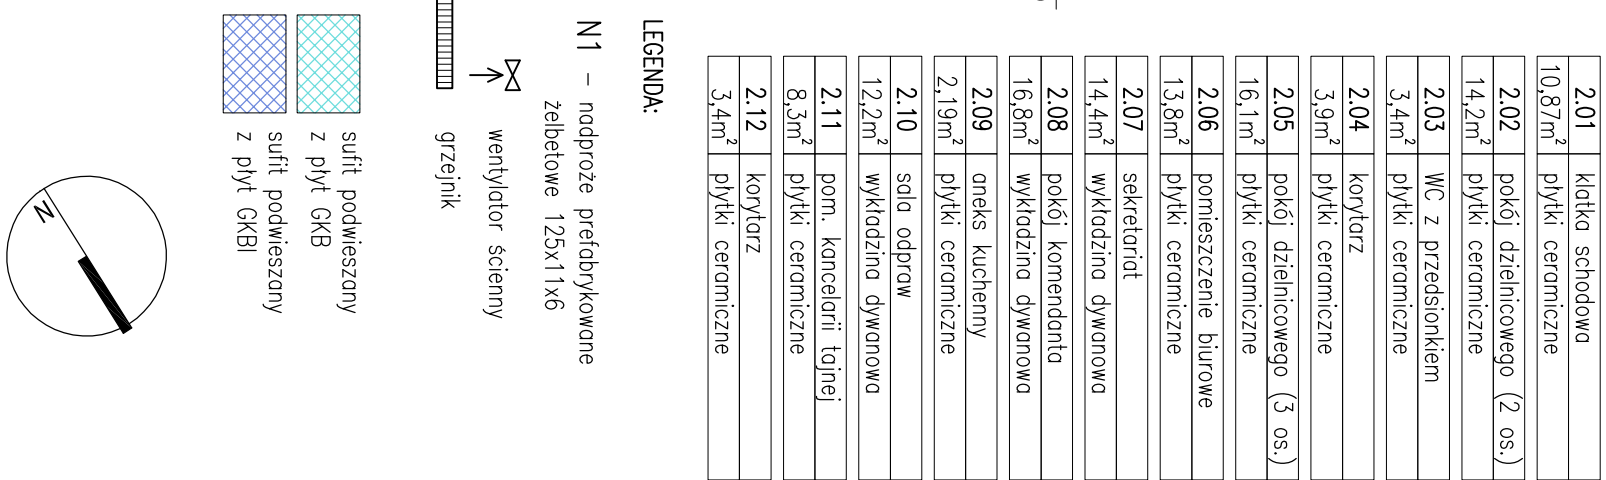 2.01 klatka schodowa
10,87m² płytki ceramiczne
2.02 pokój dzielnicowego (2 os.)
14,2m² płytki ceramiczne
2.03 WC z przedsionkiem
3,4m² płytki ceramiczne
2.04 korytarz
3,9m² płytki ceramiczne
2.05 pokój dzielnicowego (3 os.)
16,1m² płytki ceramiczne
2.06 pomieszczenie biurowe
13,8m² płytki ceramiczne
2.07 sekretariat
14,4m² wykładzina dywanowa
2.08 pokój komendanta
16,8m² wykładzina dywanowa
2.09 aneks kuchenny
2,19m² płytki ceramiczne
2.10 sala odpraw
12,2m² wykładzina dywanowa
2.11 pom. kancelarii tajnej
8,3m² płytki ceramiczne
2.12 korytarz
3,4m² płytki ceramiczne
LEGENDA:
N1 - nadproże prefabrykowane
żelbetowe 125x11x6
wentylator ścienny
grzejnik
sufit podwieszany
z płyt GKB
sufit podwieszany
z płyt GKBI
N